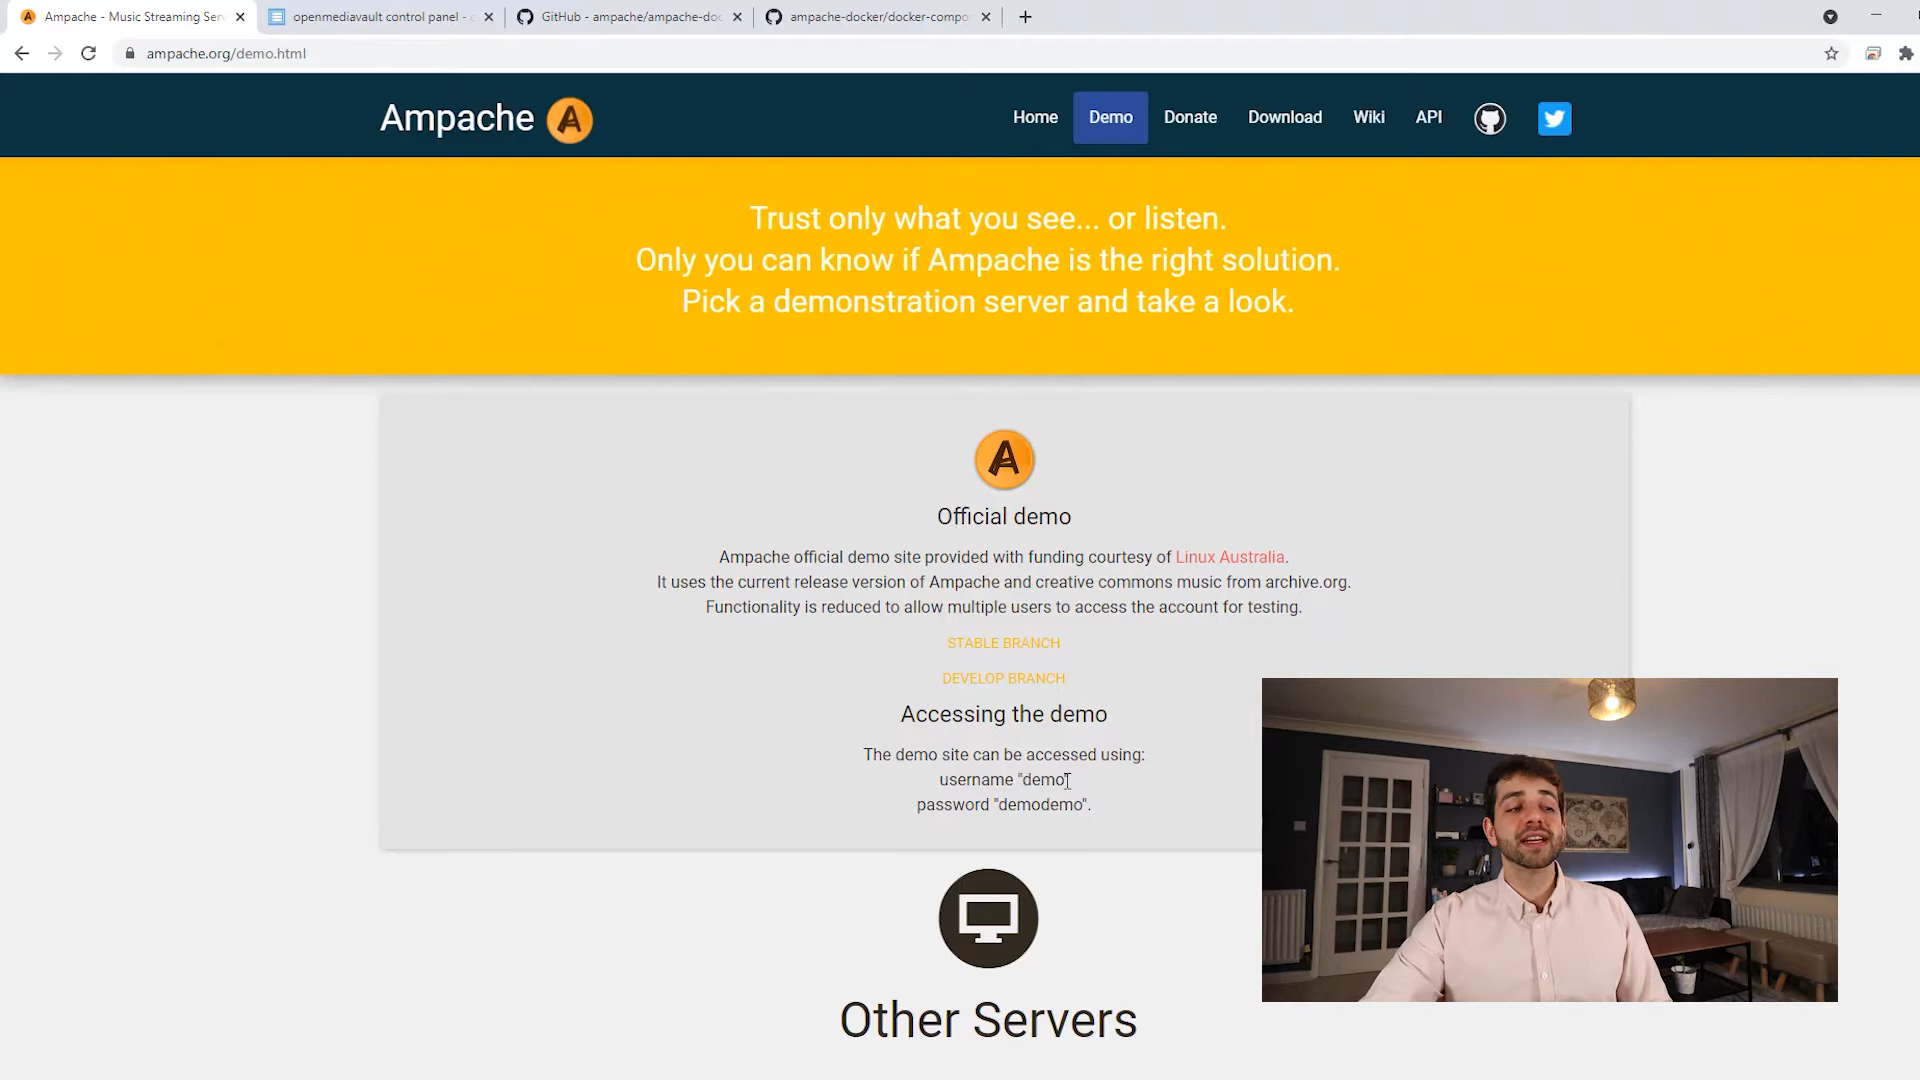 Ampache - Music Streaming Serv
openmediavault control panel - o
GitHub - ampache/ampache-doc
ampache-docker/docker-compo
ampache.org/demo.html
Ampache
Home
Demo
Donate
Download
Wiki
API
Trust only what you see... or listen.
Only you can know if Ampache is the right solution.
Pick a demonstration server and take a look.
Official demo
Ampache official demo site provided with funding courtesy of Linux Australia.
It uses the current release version of Ampache and creative commons music from archive.org.
Functionality is reduced to allow multiple users to access the account for testing.
STABLE BRANCH
DEVELOP BRANCH
Accessing the demo
The demo site can be accessed using:
username "demo"
password "demodemo".
Other Servers